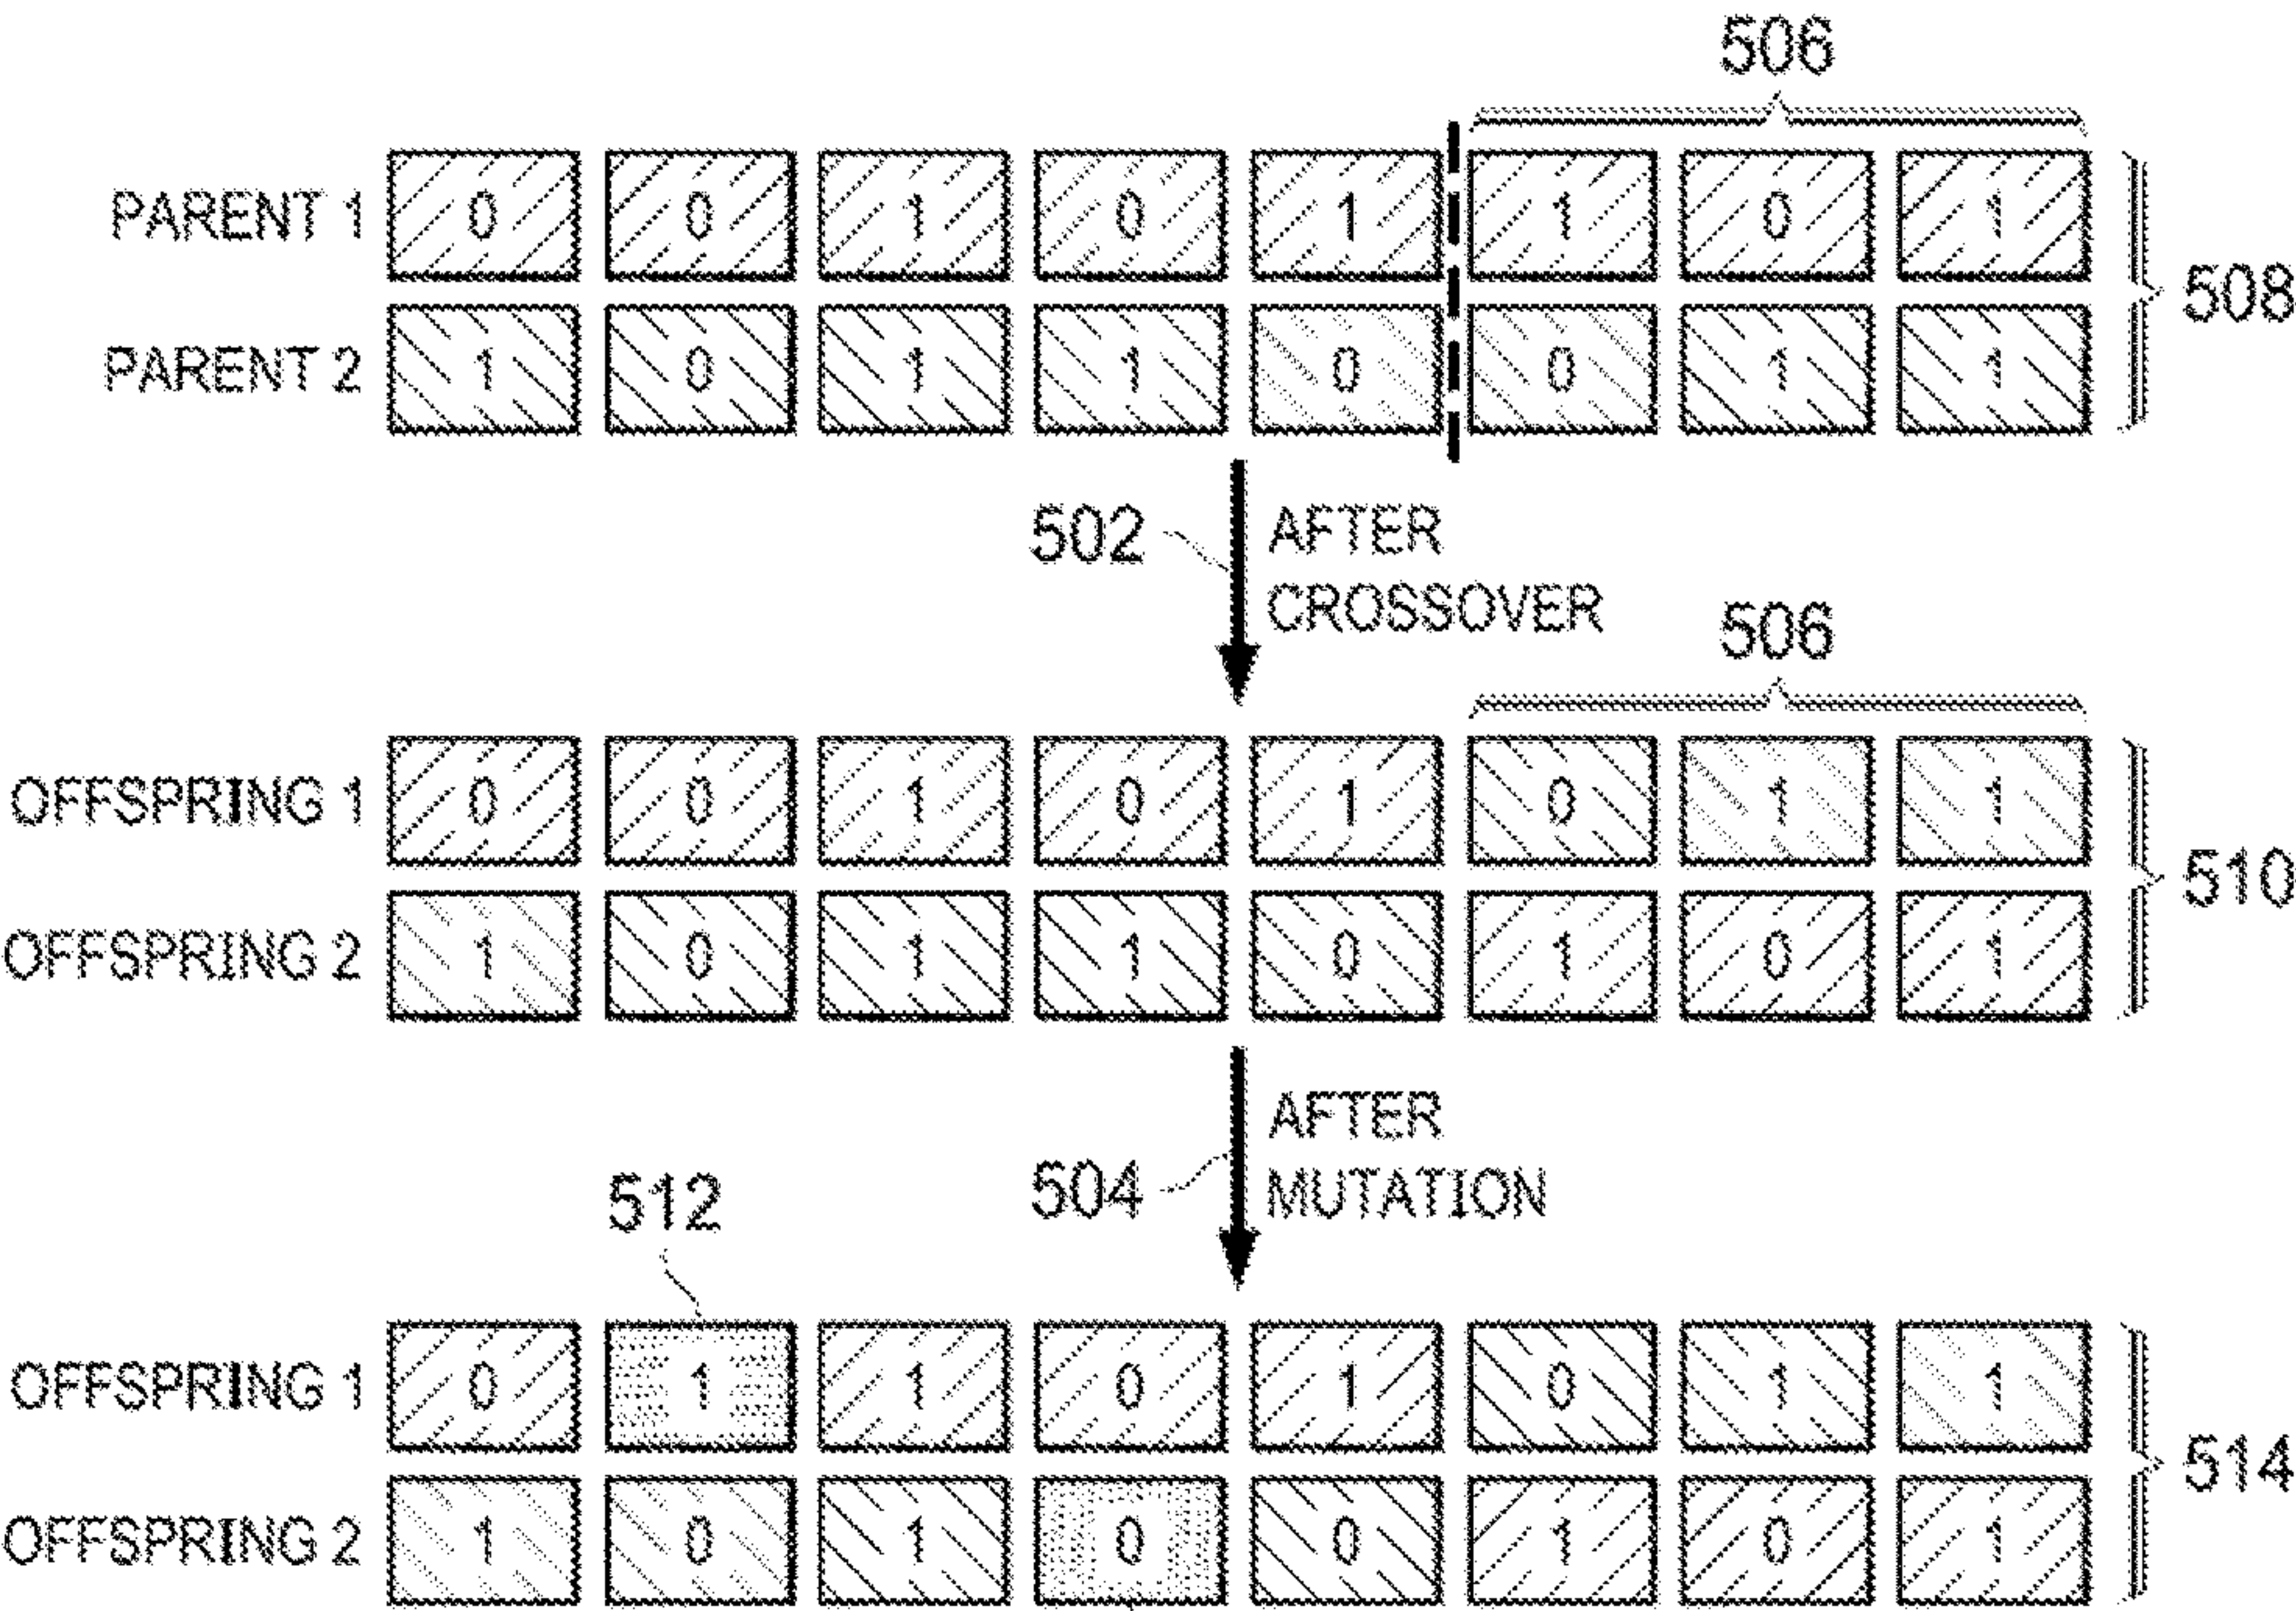 506
PARENT 1 0 0 1 0 1 1 0 1
PARENT 2 1 0 1 1 0 0 1 1
508
502 AFTER
CROSSOVER
506
OFFSPRING 1 0 0 1 0 1 0 1 1
OFFSPRING 2 1 0 1 1 0 1 0 1
510
AFTER
504 MUTATION
512
OFFSPRING 1 0 1 1 0 1 0 1 1
OFFSPRING 2 1 0 1 0 0 1 0 1
514